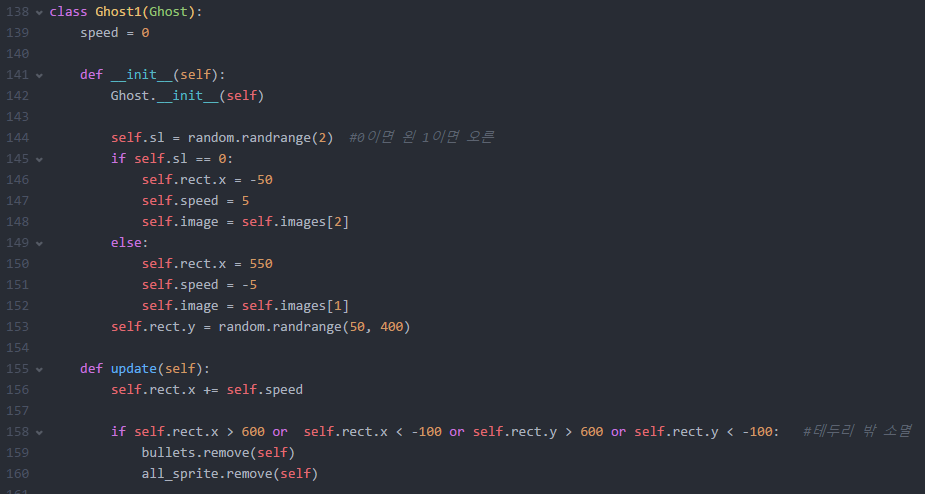 138 class Ghost1(Ghost):
139     speed = 0
140
141     def __init__(self):
142         Ghost.__init__(self)
143
144         self.sl = random.randrange(2)  #0이면 왼 1이면 오른
145         if self.sl == 0:
146             self.rect.x = -50
147             self.speed = 5
148             self.image = self.images[2]
149         else:
150             self.rect.x = 550
151             self.speed = -5
152             self.image = self.images[1]
153         self.rect.y = random.randrange(50, 400)
154
155     def update(self):
156         self.rect.x += self.speed
157
158         if self.rect.x > 600 or  self.rect.x < -100 or self.rect.y > 600 or self.rect.y < -100:   #테두리 밖 소멸
159             bullets.remove(self)
160             all_sprite.remove(self)